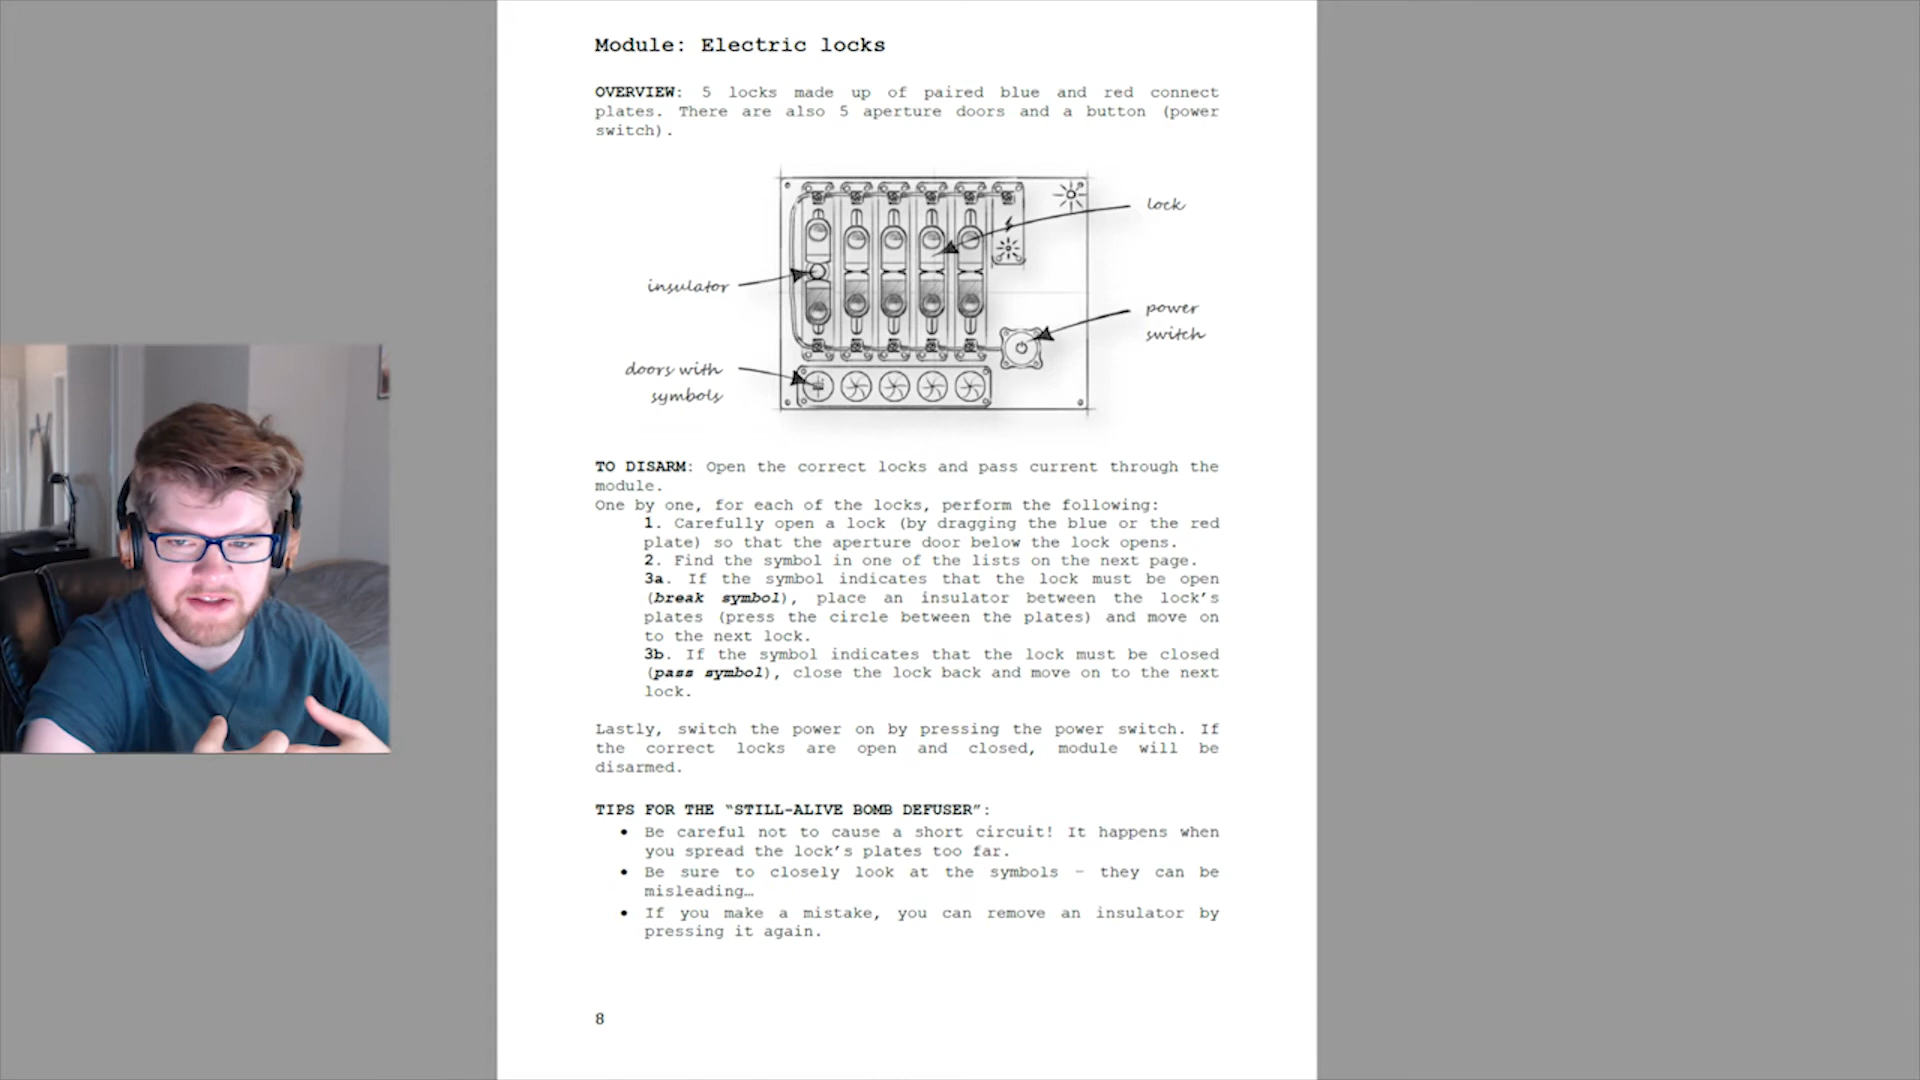 Module: Electric locks
OVERVIEW: 5 locks made up of paired blue and red connect
plates. There are also 5 aperture doors and a button (power
switch).
lock
insulator
power
switch
doors with
symbols
TO DISARM: Open the correct locks and pass current through the
module.
One by one, for each of the locks, perform the following:
1. Carefully open a lock (by dragging the blue or the red
plate) so that the aperture door below the lock opens.
2. Find the symbol in one of the lists on the next page.
3a. If the symbol indicates that the lock must be open
(break symbol), place an insulator between the lock's
plates (press the circle between the plates) and move on
to the next lock.
3b. If the symbol indicates that the lock must be closed
(pass symbol), close the lock back and move on to the next
lock.
Lastly, switch the power on by pressing the power switch. If
the correct locks are open and closed, module will be
disarmed.
TIPS FOR THE “STILL-ALIVE BOMB DEFUSER”:
• Be careful not to cause a short circuit! It happens when
you spread the lock's plates too far.
• Be sure to closely look at the symbols – they can be
misleading…
• If you make a mistake, you can remove an insulator by
pressing it again.
8